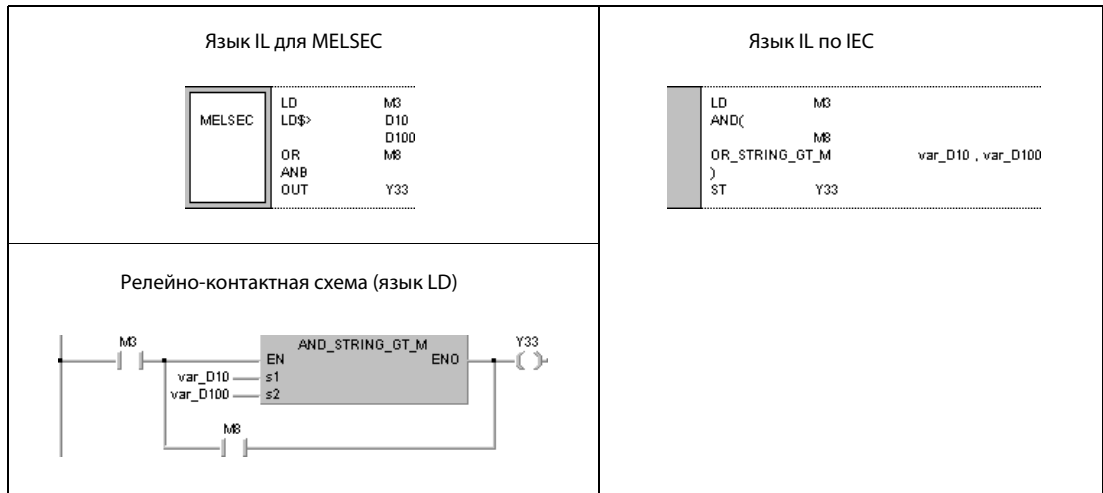 Язык IL для MELSEC
MELSEC
LD M3
LD$> D10
D100
OR M8
ANB
OUT Y33
Язык IL по IEC
LD M3
AND(
M8
OR_STRING_GT_M var_D10 , var_D100
)
ST Y33
Релейно-контактная схема (язык LD)
M3
AND_STRING_GT_M
Y33
EN ENO
var_D10 s1
var_D100 s2
M8